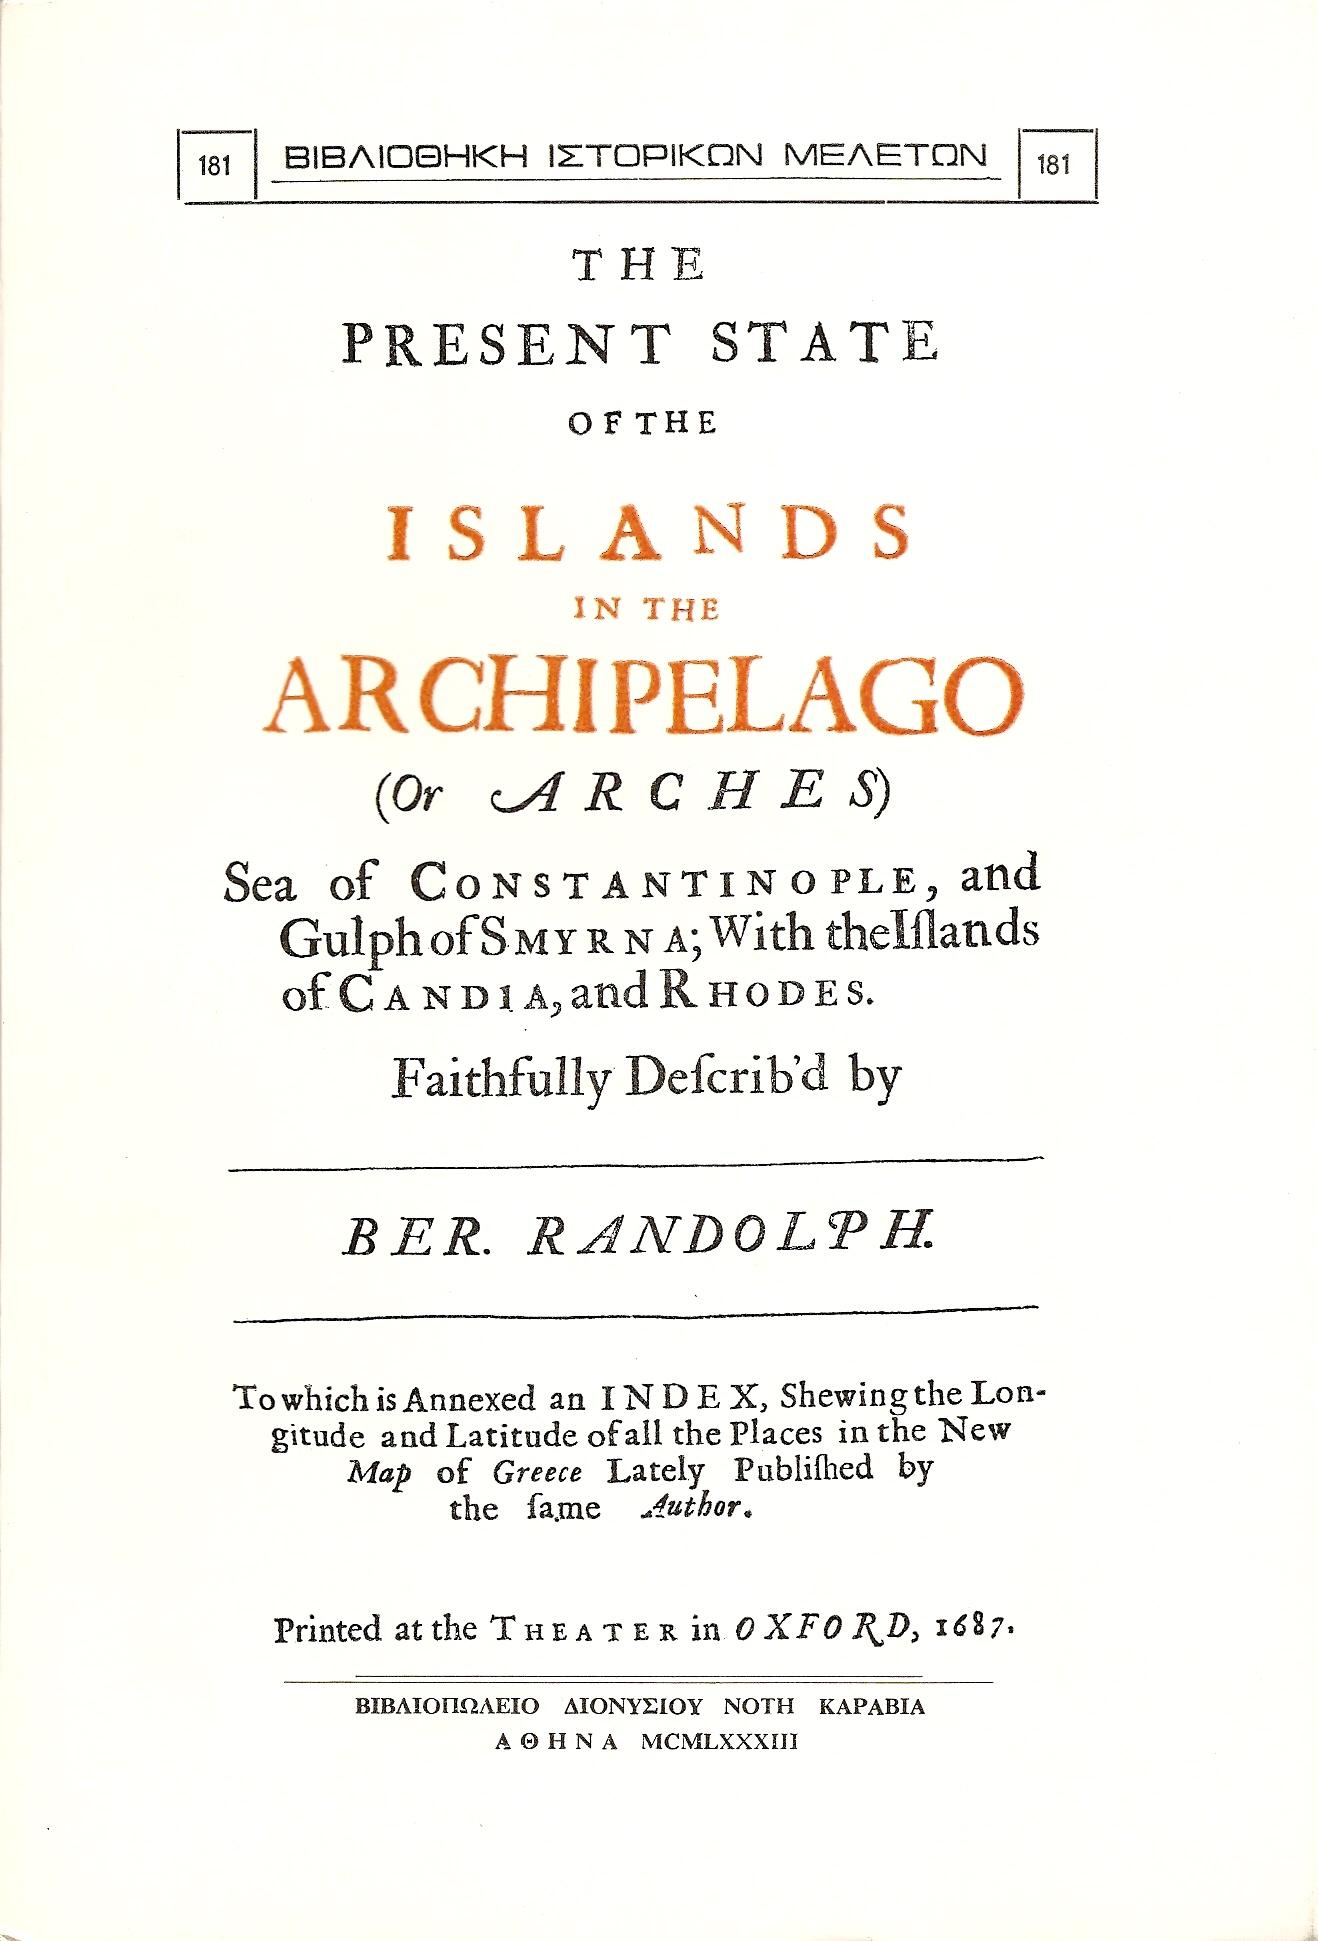 181 ΒΙΒΛΙΟΘΗΚΗ ΙΣΤΟΡΙΚΩΝ ΜΕΛΕΤΩΝ 181
THE
PRESENT STATE
OF THE
ISLANDS
IN THE
ARCHIPELAGO
(Or ARCHES)
Sea of CONSTANTINOPLE, and
Gulph of SMYRNA; With the Iſlands
of CANDIA, and RHODES.
Faithfully Deſcrib'd by
BER. RANDOLPH.
To which is Annexed an INDEX, Shewing the Lon-
gitude and Latitude of all the Places in the New
Map of Greece Lately Publiſhed by
the ſame Author.
Printed at the THEATER in OXFORD, 1687.
ΒΙΒΛΙΟΠΩΛΕΙΟ ΔΙΟΝΥΣΙΟΥ ΝΟΤΗ ΚΑΡΑΒΙΑ
ΑΘΗΝΑ MCMLXXXIII